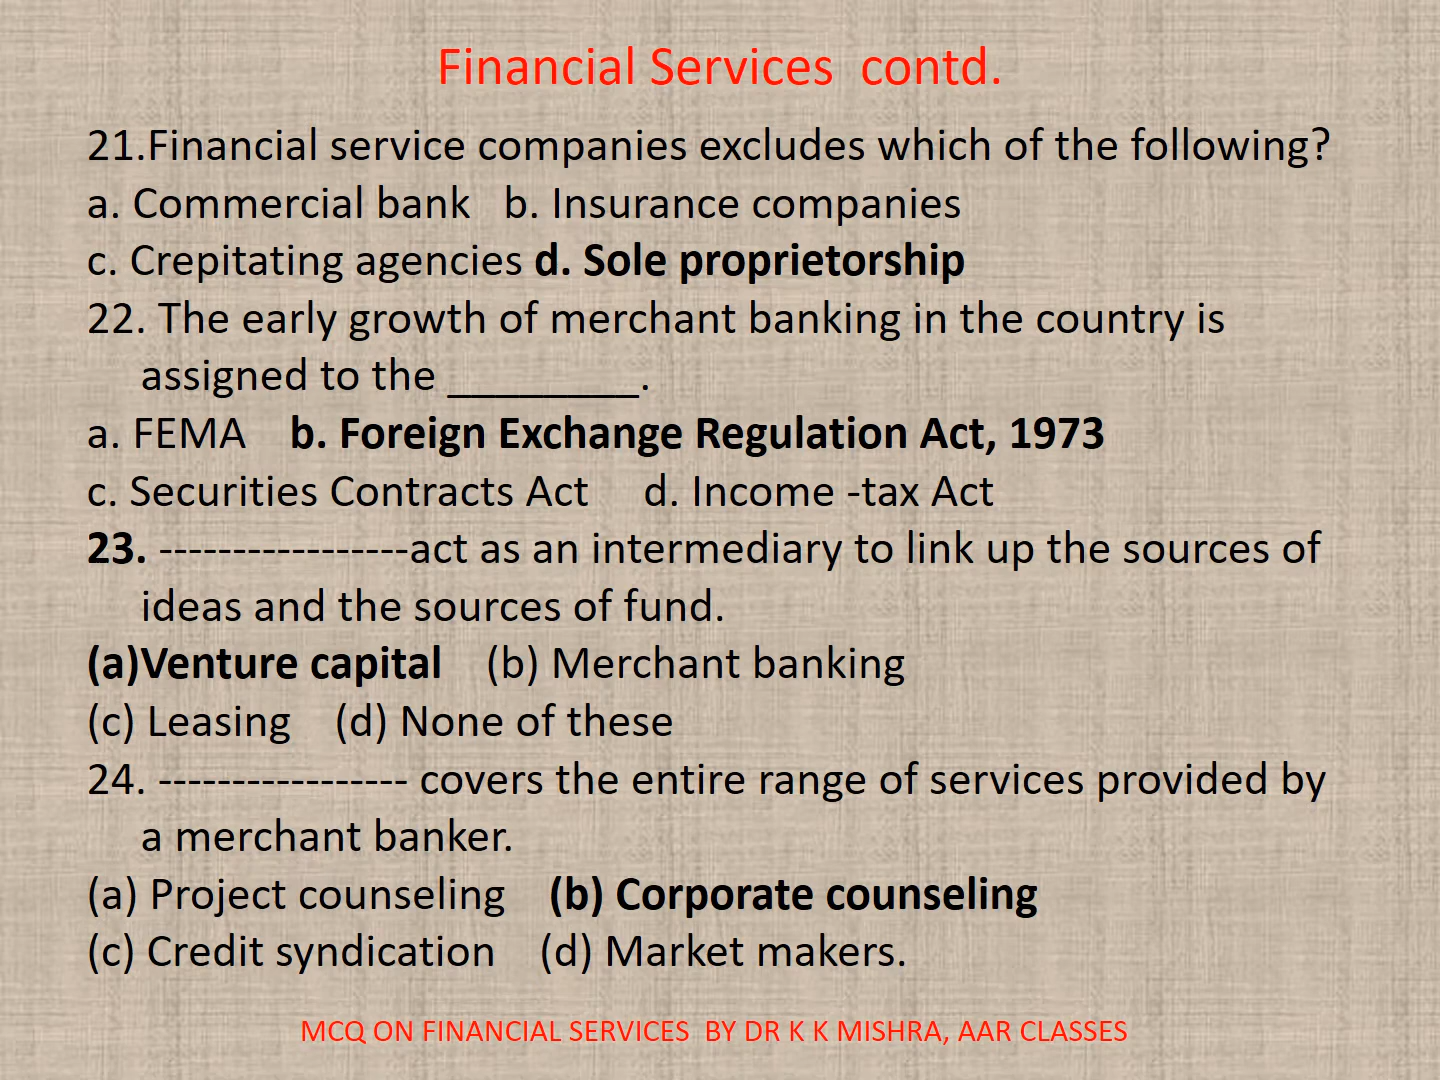 Financial Services  contd.
21.Financial service companies excludes which of the following?
a. Commercial bank   b. Insurance companies
c. Crepitating agencies d. Sole proprietorship
22. The early growth of merchant banking in the country is
assigned to the ________.
a. FEMA    b. Foreign Exchange Regulation Act, 1973
c. Securities Contracts Act     d. Income -tax Act
23. -----------------act as an intermediary to link up the sources of
ideas and the sources of fund.
(a)Venture capital    (b) Merchant banking
(c) Leasing    (d) None of these
24. ----------------- covers the entire range of services provided by
a merchant banker.
(a) Project counseling    (b) Corporate counseling
(c) Credit syndication    (d) Market makers.
MCQ ON FINANCIAL SERVICES  BY DR K K MISHRA, AAR CLASSES